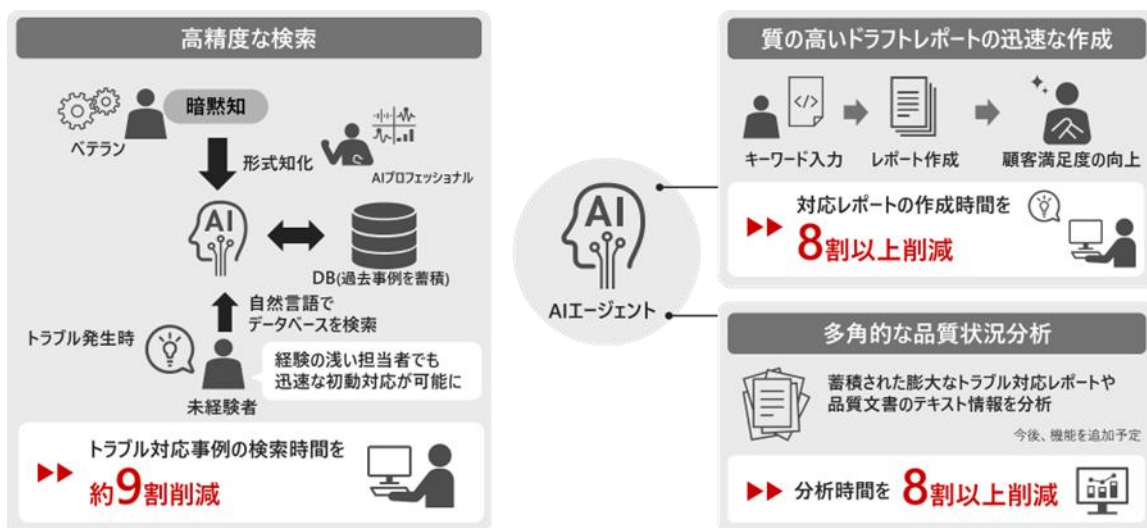 高精度な検索
暗黙知
ベテラン
形式知化
AIプロフェッショナル
AI
DB(過去事例を蓄積)
自然言語で
データベースを検索
トラブル発生時
経験の浅い担当者でも
迅速な初動対応が可能に
未経験者
トラブル対応事例の検索時間を
約9割削減
AI
AIエージェント
質の高いドラフトレポートの迅速な作成
</>
キーワード入力
レポート作成
顧客満足度の向上
対応レポートの作成時間を
8割以上削減
多角的な品質状況分析
蓄積された膨大なトラブル対応レポートや
品質文書のテキスト情報を分析
今後、機能を追加予定
分析時間を 8割以上削減